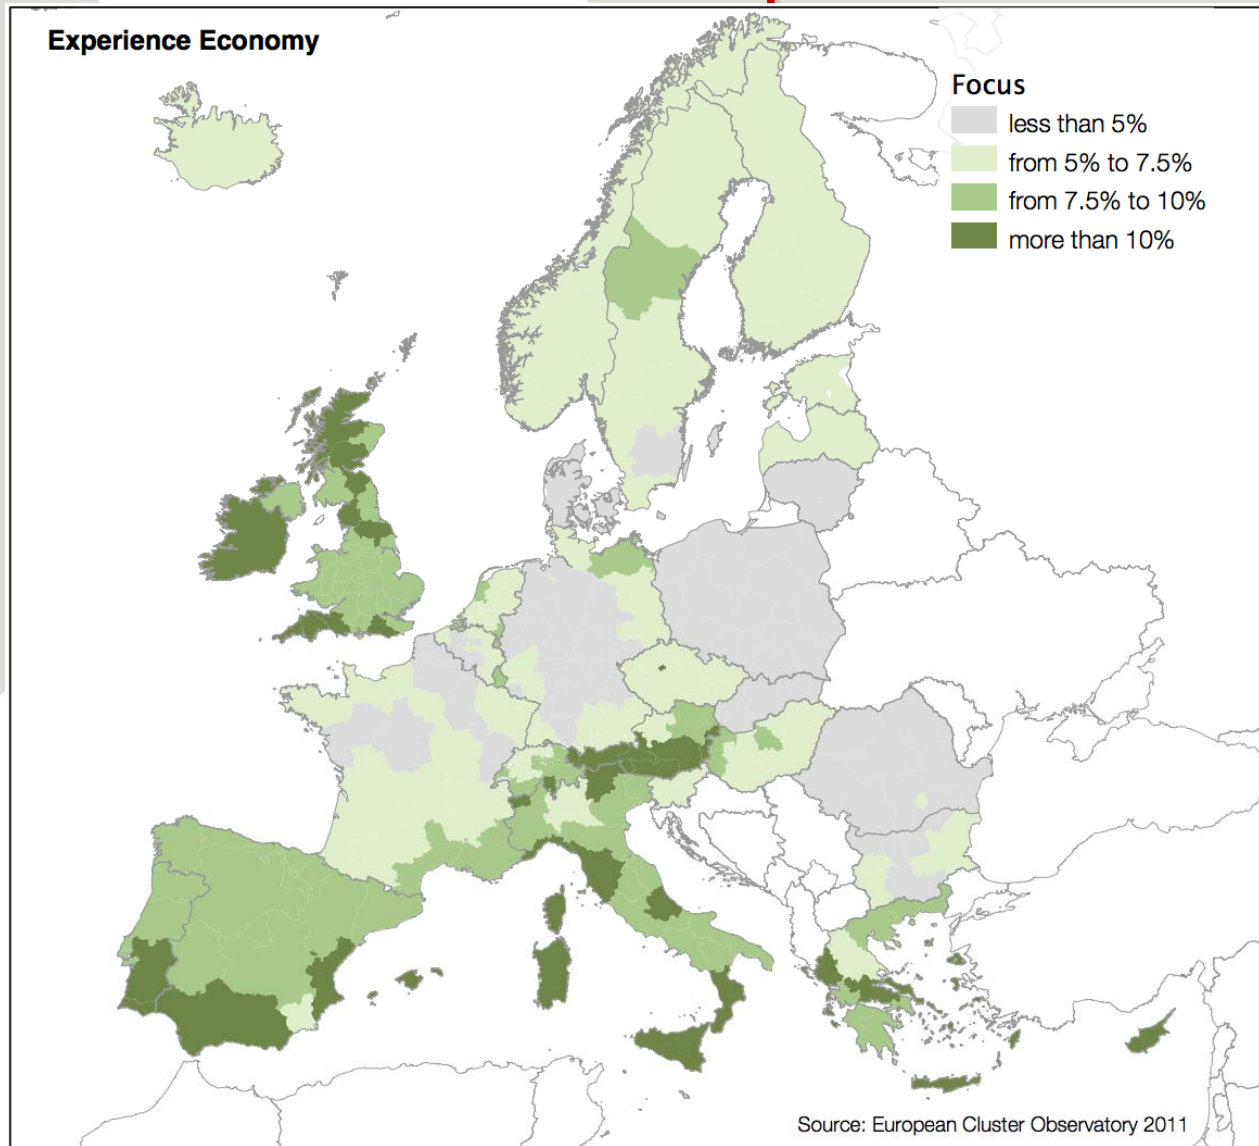 Experience Economy
Focus
less than 5%
from 5% to 7.5%
from 7.5% to 10%
more than 10%
Source: European Cluster Observatory 2011